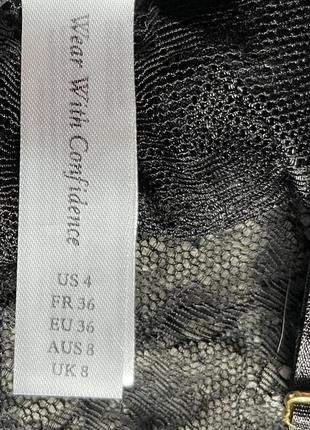 Wear With Confidence
US 4
FR 36
EU 36
AUS 8
UK 8